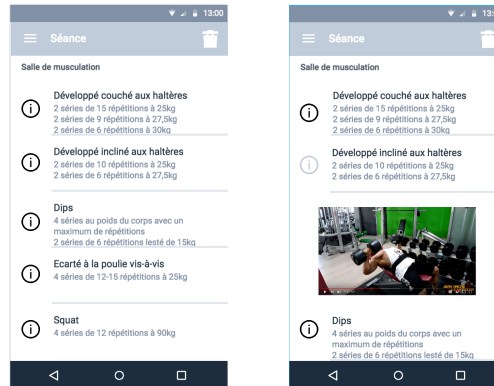 13:00
Séance
Salle de musculation
Développé couché aux haltères
2 séries de 15 répétitions à 25kg
2 séries de 9 répétitions à 27,5kg
2 séries de 6 répétitions à 30kg
Développé incliné aux haltères
2 séries de 10 répétitions à 25kg
2 séries de 6 répétitions à 27,5kg
Dips
4 séries au poids du corps avec un
maximum de répétitions
2 séries de 6 répétitions lesté de 15kg
Ecarté à la poulie vis-à-vis
4 séries de 12-15 répétitions à 25kg
Squat
4 séries de 12 répétitions à 90kg
Séance
Salle de musculation
Développé couché aux haltères
2 séries de 15 répétitions à 25kg
2 séries de 9 répétitions à 27,5kg
2 séries de 6 répétitions à 30kg
Développé incliné aux haltères
2 séries de 10 répétitions à 25kg
2 séries de 6 répétitions à 27,5kg
Dips
4 séries au poids du corps avec un
maximum de répétitions
2 séries de 6 répétitions lesté de 15kg